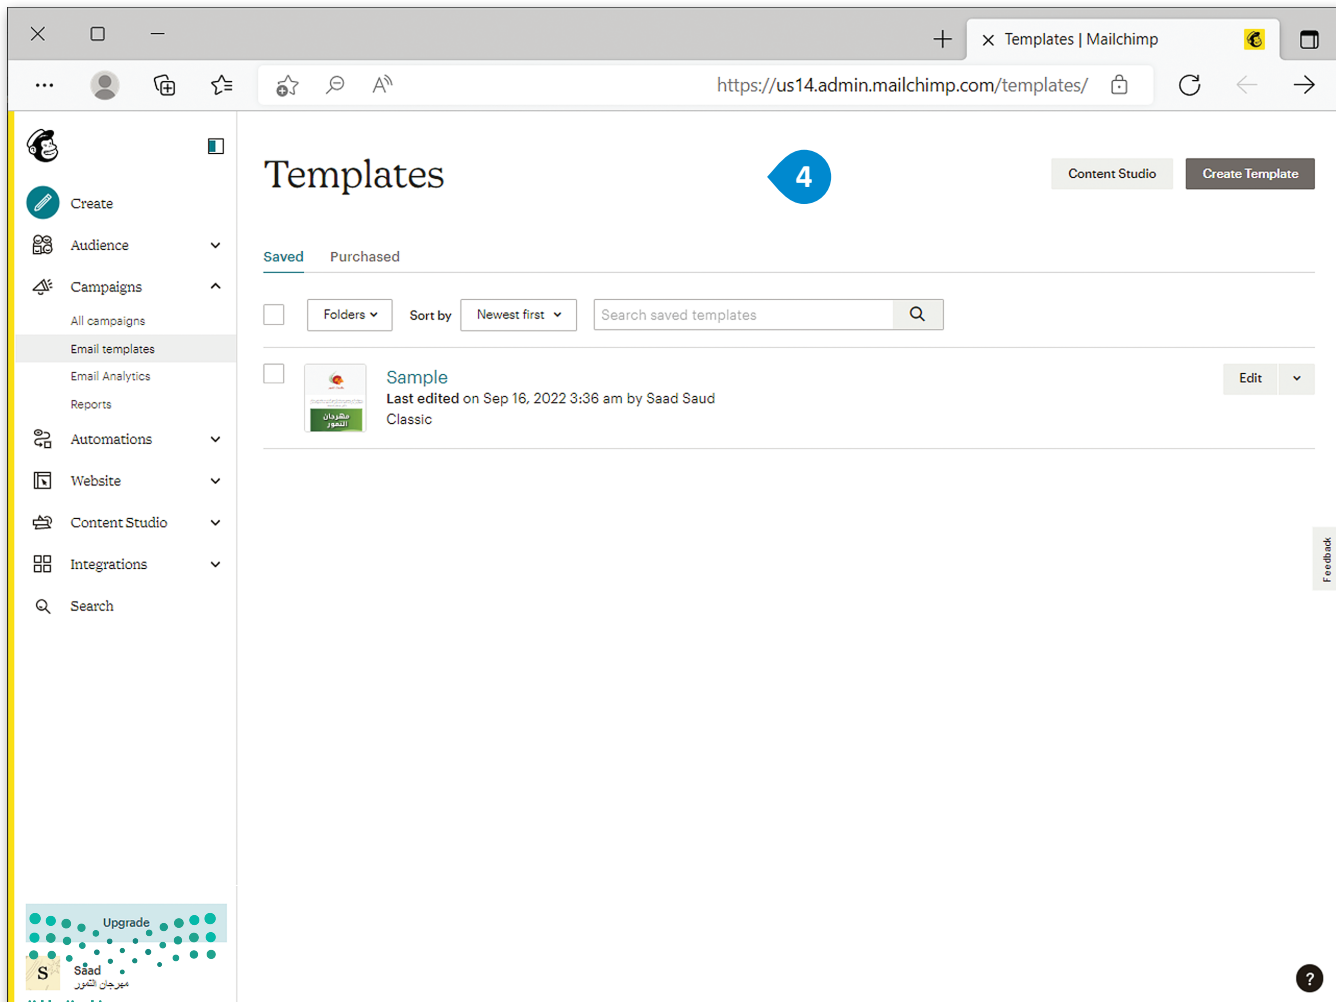 Templates | Mailchimp
https://us14.admin.mailchimp.com/templates/
Templates
4
Content Studio
Create Template
Create
Audience
Campaigns
All campaigns
Email templates
Email Analytics
Reports
Automations
Website
Content Studio
Integrations
Search
Saved
Purchased
Folders
Sort by
Newest first
Search saved templates
Sample
Last edited on Sep 16, 2022 3:36 am by Saad Saud
Classic
مهرجان
التمور
Edit
Feedback
Upgrade
S
Saad
مهرجان التمور
?